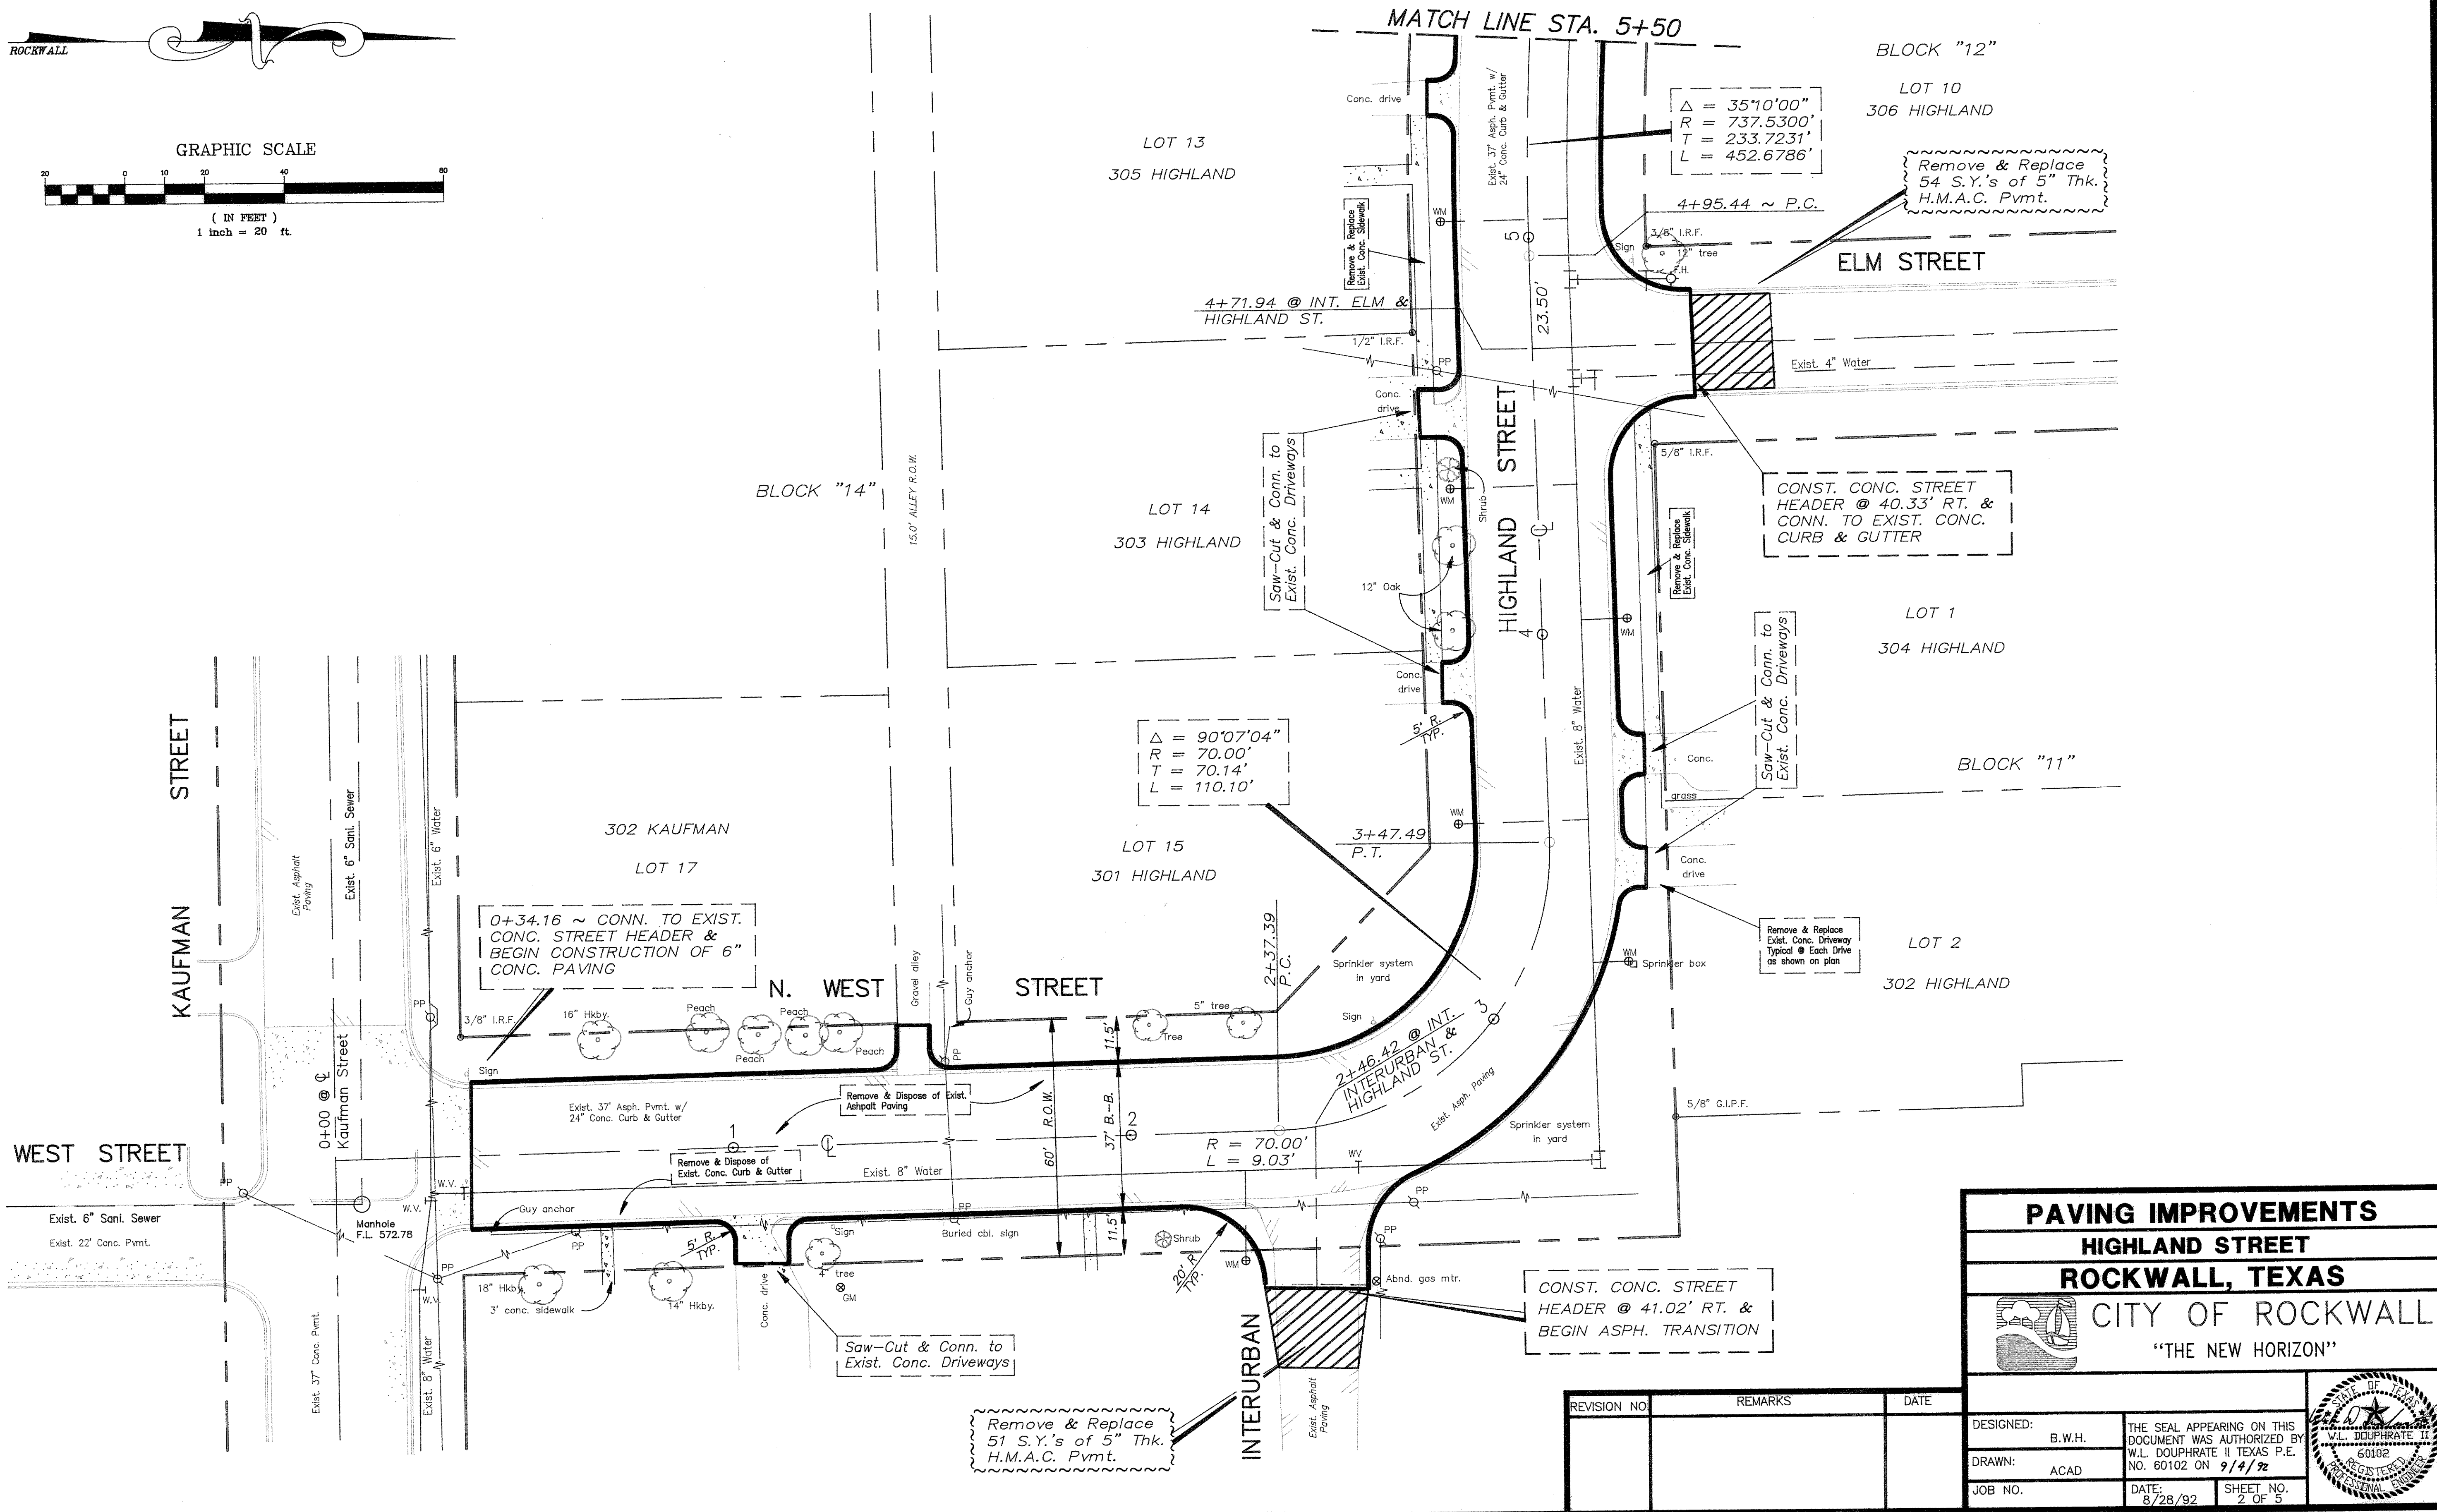 ROCKWALL
GRAPHIC SCALE
20 0 10 20 40 80
( IN FEET )
1 inch = 20 ft.
MATCH LINE STA. 5+50
BLOCK "12"
LOT 10
306 HIGHLAND
Δ = 35°10'00"
R = 737.5300'
T = 233.7231'
L = 452.6786'
Remove & Replace
54 S.Y.'s of 5" Thk.
H.M.A.C. Pvmt.
4+95.44 ~ P.C.
3/8" I.R.F.
Sign
12" tree
F.H.
ELM STREET
Conc. drive
Exist. 37' Asph. Pvmt. w/
24" Conc. Curb & Gutter
LOT 13
305 HIGHLAND
WM
5
Remove & Replace
Exist. Conc. Sidewalk
4+71.94 @ INT. ELM &
HIGHLAND ST.
23.50'
1/2" I.R.F.
PP
Exist. 4" Water
Conc.
drive
5/8" I.R.F.
CONST. CONC. STREET
HEADER @ 40.33' RT. &
CONN. TO EXIST. CONC.
CURB & GUTTER
BLOCK "14"
15.0' ALLEY R.O.W.
LOT 14
303 HIGHLAND
Saw-Cut & Conn. to
Exist. Conc. Driveways
WM
Shrub
HIGHLAND STREET
℄
12" Oak
4
Remove & Replace
Exist. Conc. Sidewalk
WM
LOT 1
304 HIGHLAND
Saw-Cut & Conn. to
Exist. Conc. Driveways
Conc.
drive
5' R.
TYP.
Exist. 8" Water
Conc.
grass
BLOCK "11"
Δ = 90°07'04"
R = 70.00'
T = 70.14'
L = 110.10'
WM
3+47.49
P.T.
Conc.
drive
Remove & Replace
Exist. Conc. Driveway
Typical @ Each Drive
as shown on plan
LOT 2
302 HIGHLAND
302 KAUFMAN
LOT 17
LOT 15
301 HIGHLAND
KAUFMAN STREET
Exist. Asphalt
Paving
Exist. 6" Sani. Sewer
Exist. 6" Water
0+34.16 ~ CONN. TO EXIST.
CONC. STREET HEADER &
BEGIN CONSTRUCTION OF 6"
CONC. PAVING
N. WEST STREET
Gravel alley
Guy anchor
2+37.39
P.C.
Sprinkler system
in yard
WM
Sprinkler box
PP
3/8" I.R.F.
16" Hkby.
Peach
Peach
Peach
Peach
5" tree
Tree
Sign
3
11.5'
PP
Sign
2+46.42 @ INT.
INTERURBAN &
HIGHLAND ST.
Exist. Asph. Paving
5/8" G.I.P.F.
Sprinkler system
in yard
0+00 @ ℄
Kaufman Street
Exist. 37' Asph. Pvmt. w/
24" Conc. Curb & Gutter
Remove & Dispose of Exist.
Ashpalt Paving
1
℄
2
60' R.O.W.
37' B.-B.
R = 70.00'
L = 9.03'
WV
Remove & Dispose of
Exist. Conc. Curb & Gutter
Exist. 8" Water
WEST STREET
PP
W.V.
W.V.
Exist. 6" Sani. Sewer
Exist. 22' Conc. Pvmt.
Manhole
F.L. 572.78
Guy anchor
PP
5' R.
TYP.
Sign
PP
Buried cbl. sign
11.5'
Shrub
WM
20' R
TYP.
PP
PP
Abnd. gas mtr.
PP
W.V.
18" Hkby.
3' conc. sidewalk
14" Hkby.
Conc. drive
4" tree
GM
Exist. 37' Conc. Pvmt.
Exist. 8" Water
Saw-Cut & Conn. to
Exist. Conc. Driveways
CONST. CONC. STREET
HEADER @ 41.02' RT. &
BEGIN ASPH. TRANSITION
INTERURBAN
Exist. Asphalt
Paving
Remove & Replace
51 S.Y.'s of 5" Thk.
H.M.A.C. Pvmt.
REVISION NO. REMARKS DATE
PAVING IMPROVEMENTS
HIGHLAND STREET
ROCKWALL, TEXAS
CITY OF ROCKWALL
"THE NEW HORIZON"
DESIGNED:
B.W.H.
DRAWN:
ACAD
JOB NO.
THE SEAL APPEARING ON THIS
DOCUMENT WAS AUTHORIZED BY
W.L. DOUPHRATE II TEXAS P.E.
NO. 60102 ON 9/4/92
DATE:
8/28/92
SHEET NO.
2 OF 5
STATE OF TEXAS
W.L. DOUPHRATE II
60102
REGISTERED
PROFESSIONAL ENGINEER